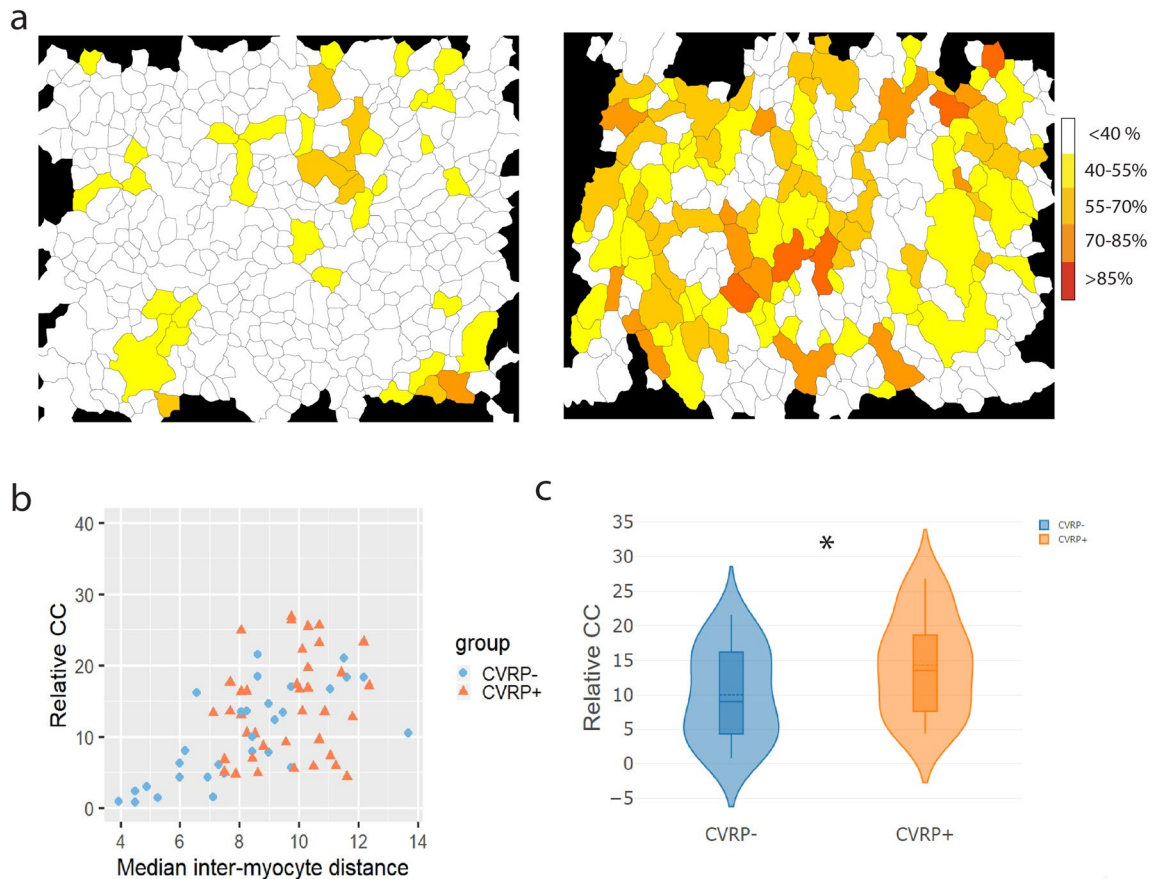 a
<40 %
40-55%
55-70%
70-85%
>85%
b
Relative CC
40
30
20
10
0
4 6 8 10 12 14
Median inter-myocyte distance
group
CVRP-
CVRP+
c
*
Relative CC
35
30
25
20
15
10
5
0
−5
CVRP- CVRP+
CVRP-
CVRP+